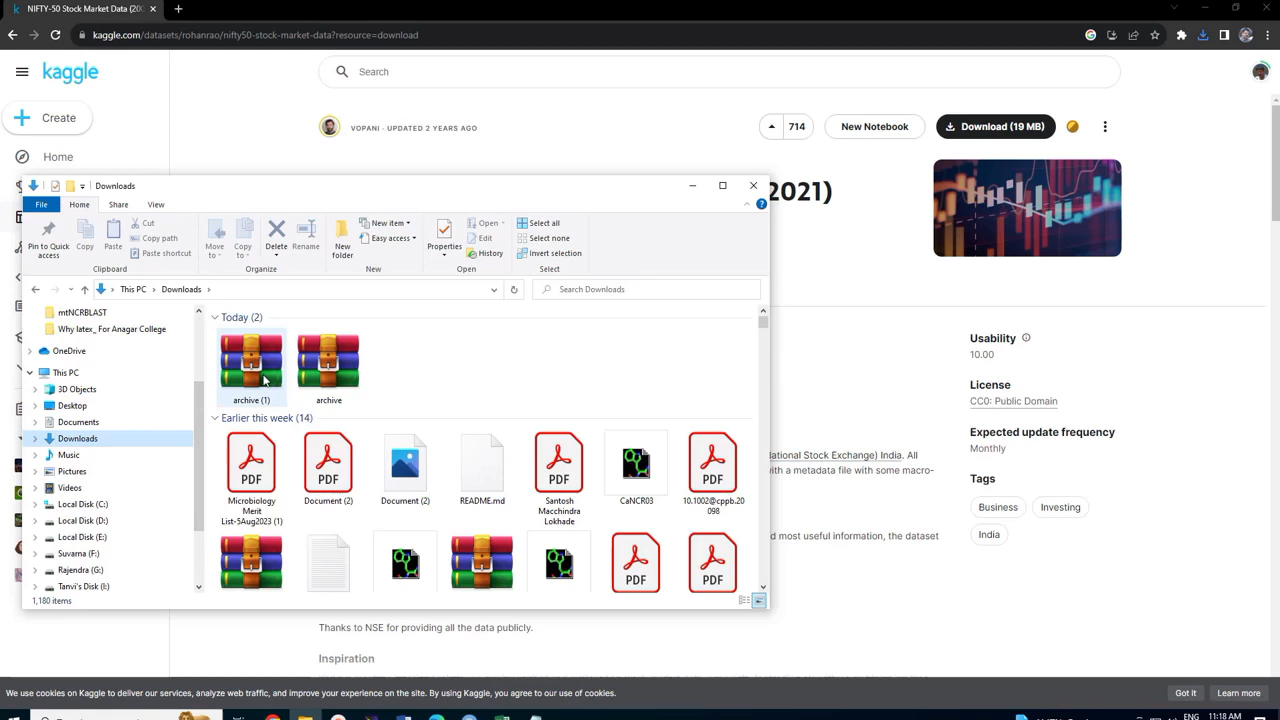 NIFTY-50 Stock Market Data (200
kaggle.com/datasets/rohanrao/nifty50-stock-market-data?resource=download
kaggle
Search
Create
VOPANI · UPDATED 2 YEARS AGO
714
New Notebook
Download (19 MB)
Home
2021)
Downloads
File
Home
Share
View
Pin to Quick access
Copy
Paste
Cut
Copy path
Paste shortcut
Move to
Copy to
Delete
Rename
New folder
New item
Easy access
Properties
Open
Edit
History
Select all
Select none
Invert selection
Clipboard
Organize
New
Open
Select
This PC
Downloads
Search Downloads
mtNCRBLAST
Why latex_ For Anagar College
OneDrive
This PC
3D Objects
Desktop
Documents
Downloads
Music
Pictures
Videos
Local Disk (C:)
Local Disk (D:)
Local Disk (E:)
Suvarna (F:)
Rajendra (G:)
Tanvi's Disk (I:)
Today (2)
archive (1)
archive
Earlier this week (14)
PDF
PDF
PDF
PDF
Microbiology
Merit
List-5Aug2023 (1)
Document (2)
Document (2)
README.md
Santosh
Macchindra
Lokhade
CaNCR03
10.1002@cppb.20
098
PDF
PDF
1,180 items
Usability
10.00
License
CC0: Public Domain
Expected update frequency
Monthly
Tags
Business
Investing
India
ational Stock Exchange) India. All
with a metadata file with some macro-
d most useful information, the dataset
Thanks to NSE for providing all the data publicly.
Inspiration
We use cookies on Kaggle to deliver our services, analyze web traffic, and improve your experience on the site. By using Kaggle, you agree to our use of cookies.
Got it
Learn more
ENG
11:18 AM